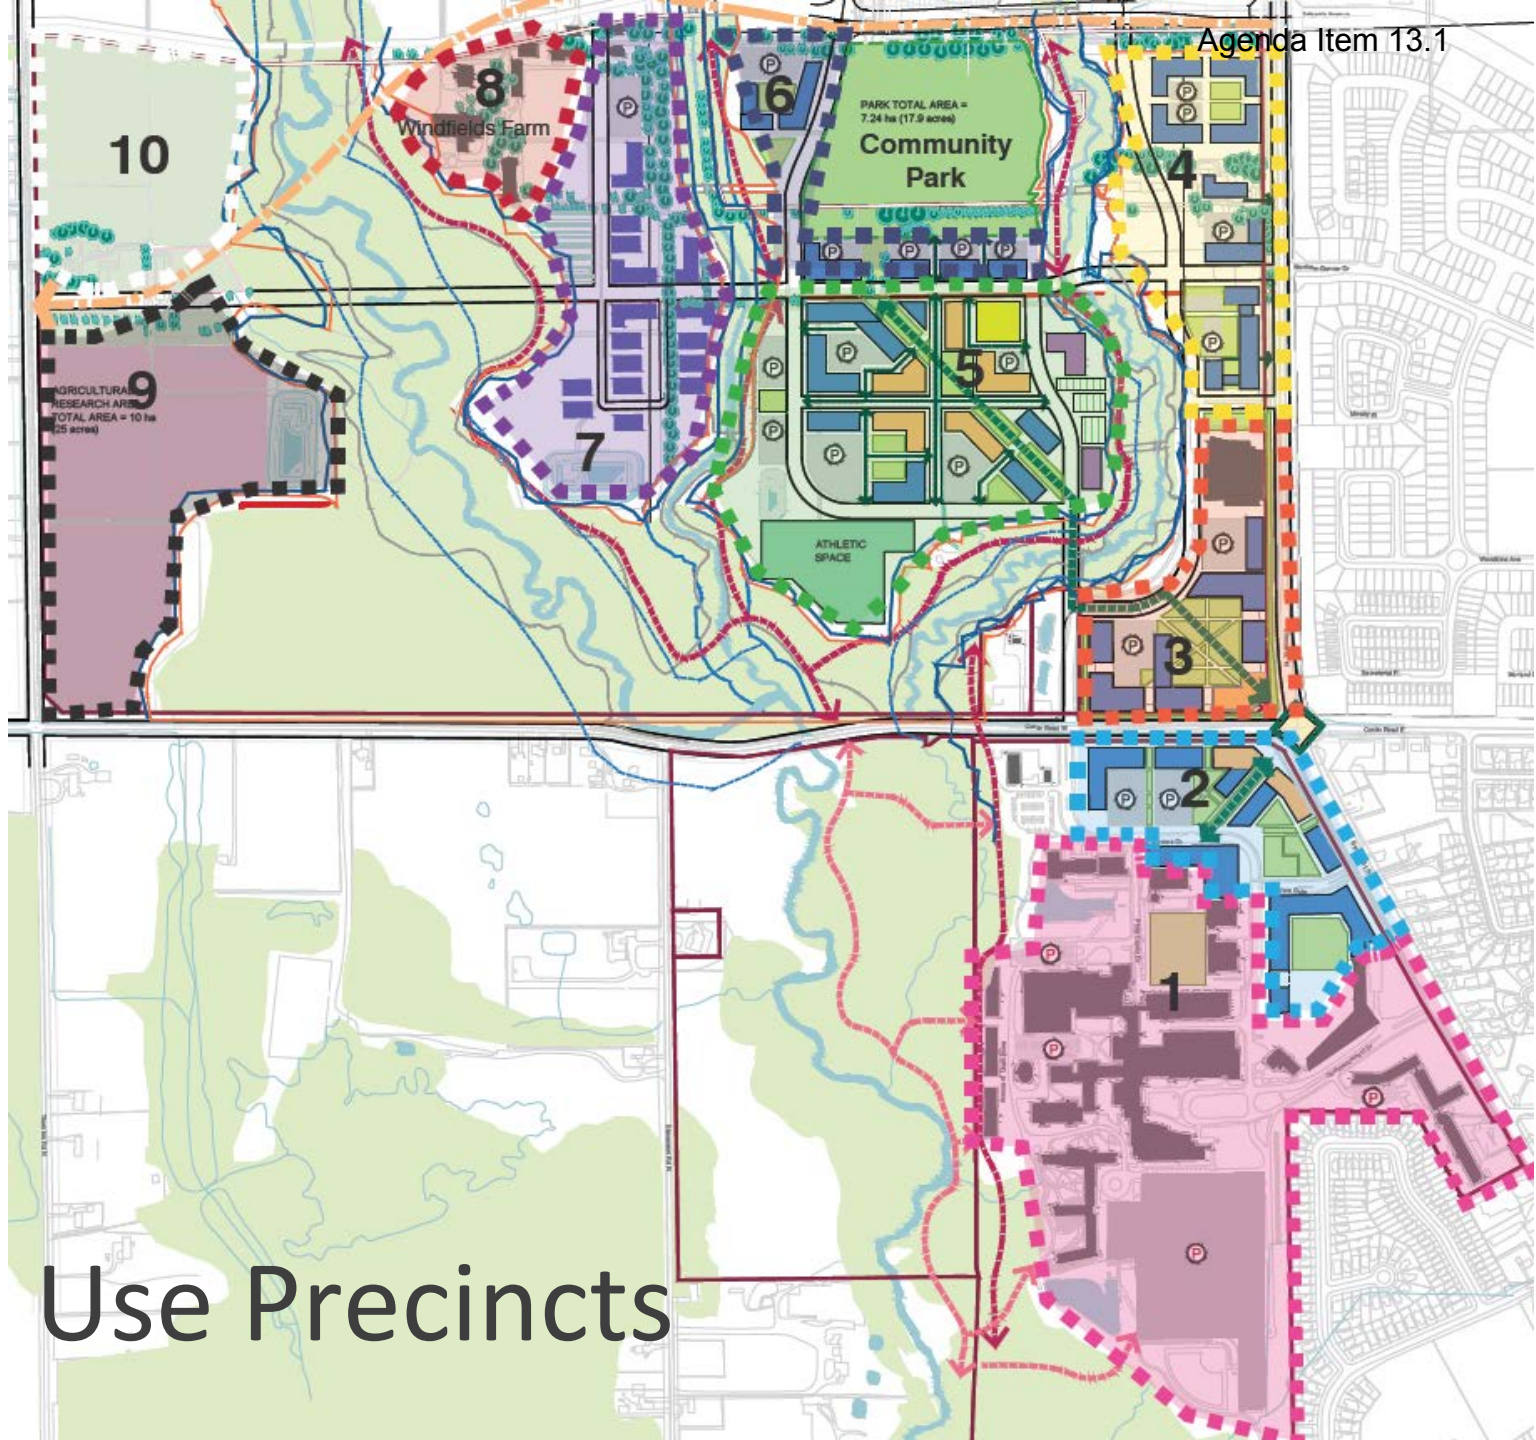 Agenda Item 13.1
10
8
Windfields Farm
P
P
6
PARK TOTAL AREA =
7.24 ha (17.9 acres)
Community
Park
P
P
4
P
P
P
P
P
9
AGRICULTURAL
RESEARCH AREA
TOTAL AREA = 10 ha
(25 acres)
7
P
P
P
P
5
P
P
P
ATHLETIC
SPACE
P
P
3
Conlin Road E
P
P
2
P
1
P
P
P
Use Precincts